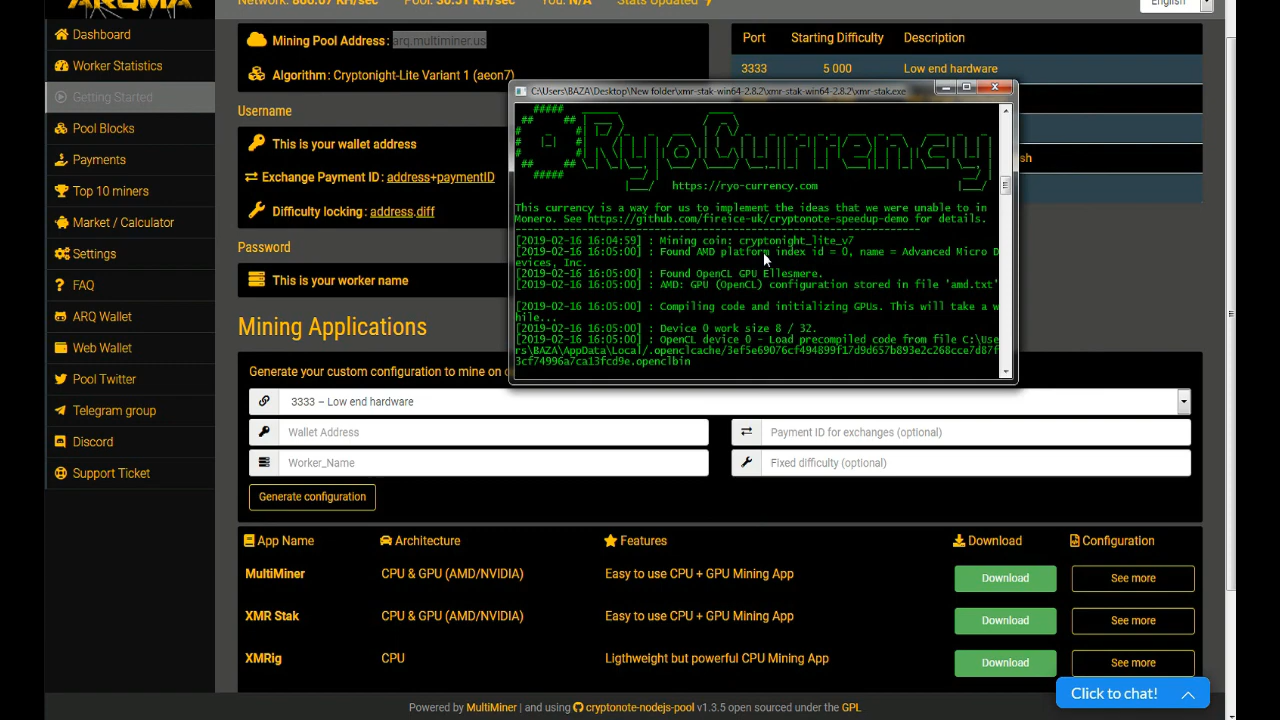 ARQMA
Network: 800.67 KH/sec Pool: 30.31 KH/sec You: N/A Stats Updated
English
Dashboard
Worker Statistics
Getting Started
Pool Blocks
Payments
Top 10 miners
Market / Calculator
Settings
FAQ
ARQ Wallet
Web Wallet
Pool Twitter
Telegram group
Discord
Support Ticket
Mining Pool Address: arq.multiminer.us
Algorithm: Cryptonight-Lite Variant 1 (aeon7)
Username
This is your wallet address
Exchange Payment ID: address+paymentID
Difficulty locking: address.diff
Password
This is your worker name
Port Starting Difficulty Description
3333 5 000 Low end hardware
C:\Users\BAZA\Desktop\New folder\xmr-stak-win64-2.8.2\xmr-stak-win64-2.8.2\xmr-stak.exe
RyoCurrency
https://ryo-currency.com
This currency is a way for us to implement the ideas that we were unable to in
Monero. See https://github.com/fireice-uk/cryptonote-speedup-demo for details.
[2019-02-16 16:04:59] : Mining coin: cryptonight_lite_v7
[2019-02-16 16:05:00] : Found AMD platform index id = 0, name = Advanced Micro D
evices, Inc.
[2019-02-16 16:05:00] : Found OpenCL GPU Ellesmere.
[2019-02-16 16:05:00] : AMD: GPU (OpenCL) configuration stored in file 'amd.txt'
[2019-02-16 16:05:00] : Compiling code and initializing GPUs. This will take a w
hile...
[2019-02-16 16:05:00] : Device 0 work size 8 / 32.
[2019-02-16 16:05:00] : OpenCL device 0 - Load precompiled code from file C:\Use
rs\BAZA\AppData\Local/.openclcache/3ef5e69076cf494899f17d9d657b893e2c268cce7d87f
3cf74996a7ca13fcd9e.openclbin
sh
Mining Applications
Generate your custom configuration to mine on
3333 – Low end hardware
Wallet Address
Payment ID for exchanges (optional)
Worker_Name
Fixed difficulty (optional)
Generate configuration
App Name Architecture Features Download Configuration
MultiMiner CPU & GPU (AMD/NVIDIA) Easy to use CPU + GPU Mining App Download See more
XMR Stak CPU & GPU (AMD/NVIDIA) Easy to use CPU + GPU Mining App Download See more
XMRig CPU Ligthweight but powerful CPU Mining App Download See more
Click to chat!
Powered by MultiMiner | and using cryptonote-nodejs-pool v1.3.5 open sourced under the GPL